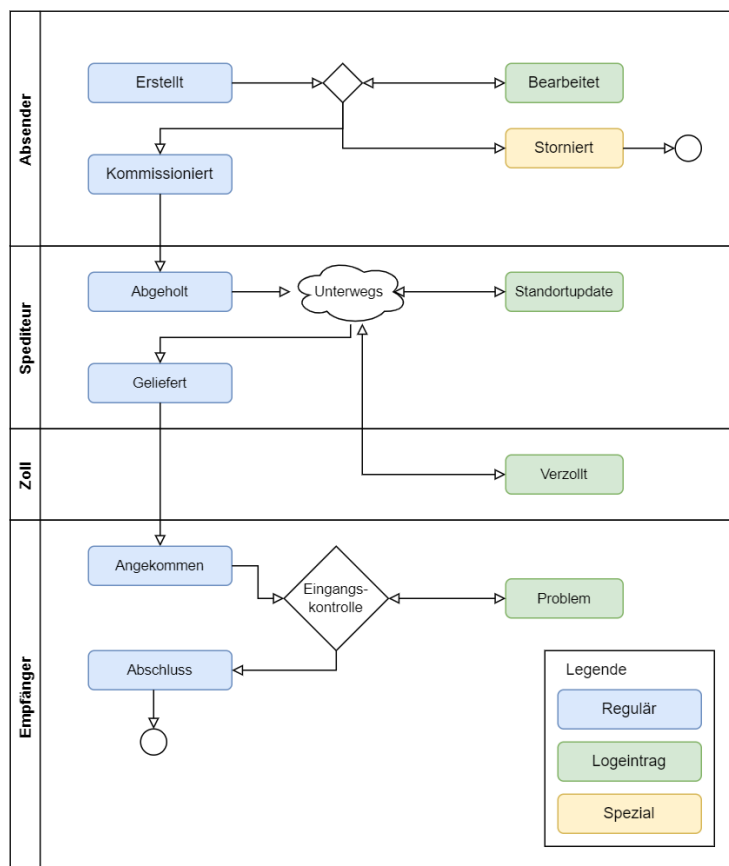 Absender
Erstellt
Bearbeitet
Storniert
Kommissioniert
Spediteur
Abgeholt
Unterwegs
Standortupdate
Geliefert
Zoll
Verzollt
Empfänger
Angekommen
Eingangs-
kontrolle
Problem
Abschluss
Legende
Regulär
Logeintrag
Spezial